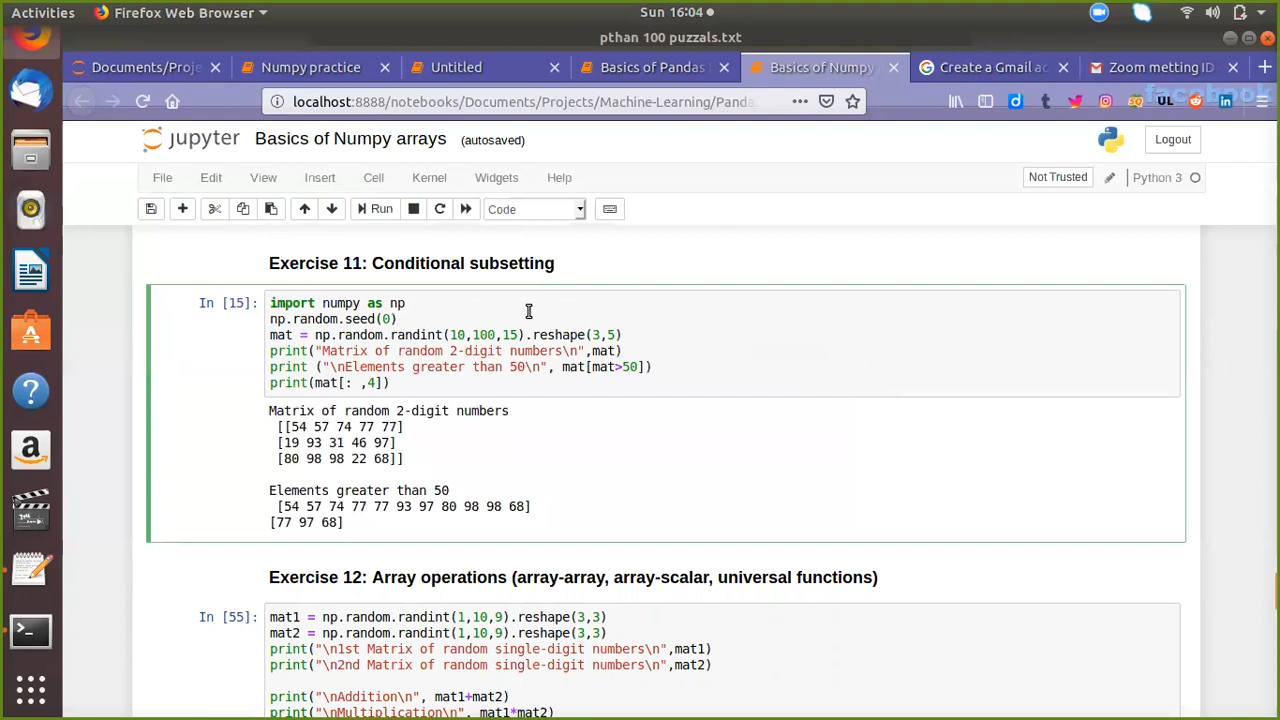 Activities Firefox Web Browser Sun 16:04
pthan 100 puzzals.txt
Documents/Proje Numpy practice Untitled Basics of Pandas Basics of Numpy Create a Gmail ac Zoom metting ID -
localhost:8888/notebooks/Documents/Projects/Machine-Learning/Panda UL
facebook
jupyter Basics of Numpy arrays (autosaved) Logout
File Edit View Insert Cell Kernel Widgets Help Not Trusted Python 3
Run Code
Exercise 11: Conditional subsetting
In [15]: import numpy as np
np.random.seed(0)
mat = np.random.randint(10,100,15).reshape(3,5)
print("Matrix of random 2-digit numbers\n",mat)
print ("\nElements greater than 50\n", mat[mat>50])
print(mat[: ,4])
Matrix of random 2-digit numbers
[[54 57 74 77 77]
[19 93 31 46 97]
[80 98 98 22 68]]
Elements greater than 50
[54 57 74 77 77 93 97 80 98 98 68]
[77 97 68]
Exercise 12: Array operations (array-array, array-scalar, universal functions)
In [55]: mat1 = np.random.randint(1,10,9).reshape(3,3)
mat2 = np.random.randint(1,10,9).reshape(3,3)
print("\n1st Matrix of random single-digit numbers\n",mat1)
print("\n2nd Matrix of random single-digit numbers\n",mat2)
print("\nAddition\n", mat1+mat2)
print("\nMultiplication\n", mat1*mat2)